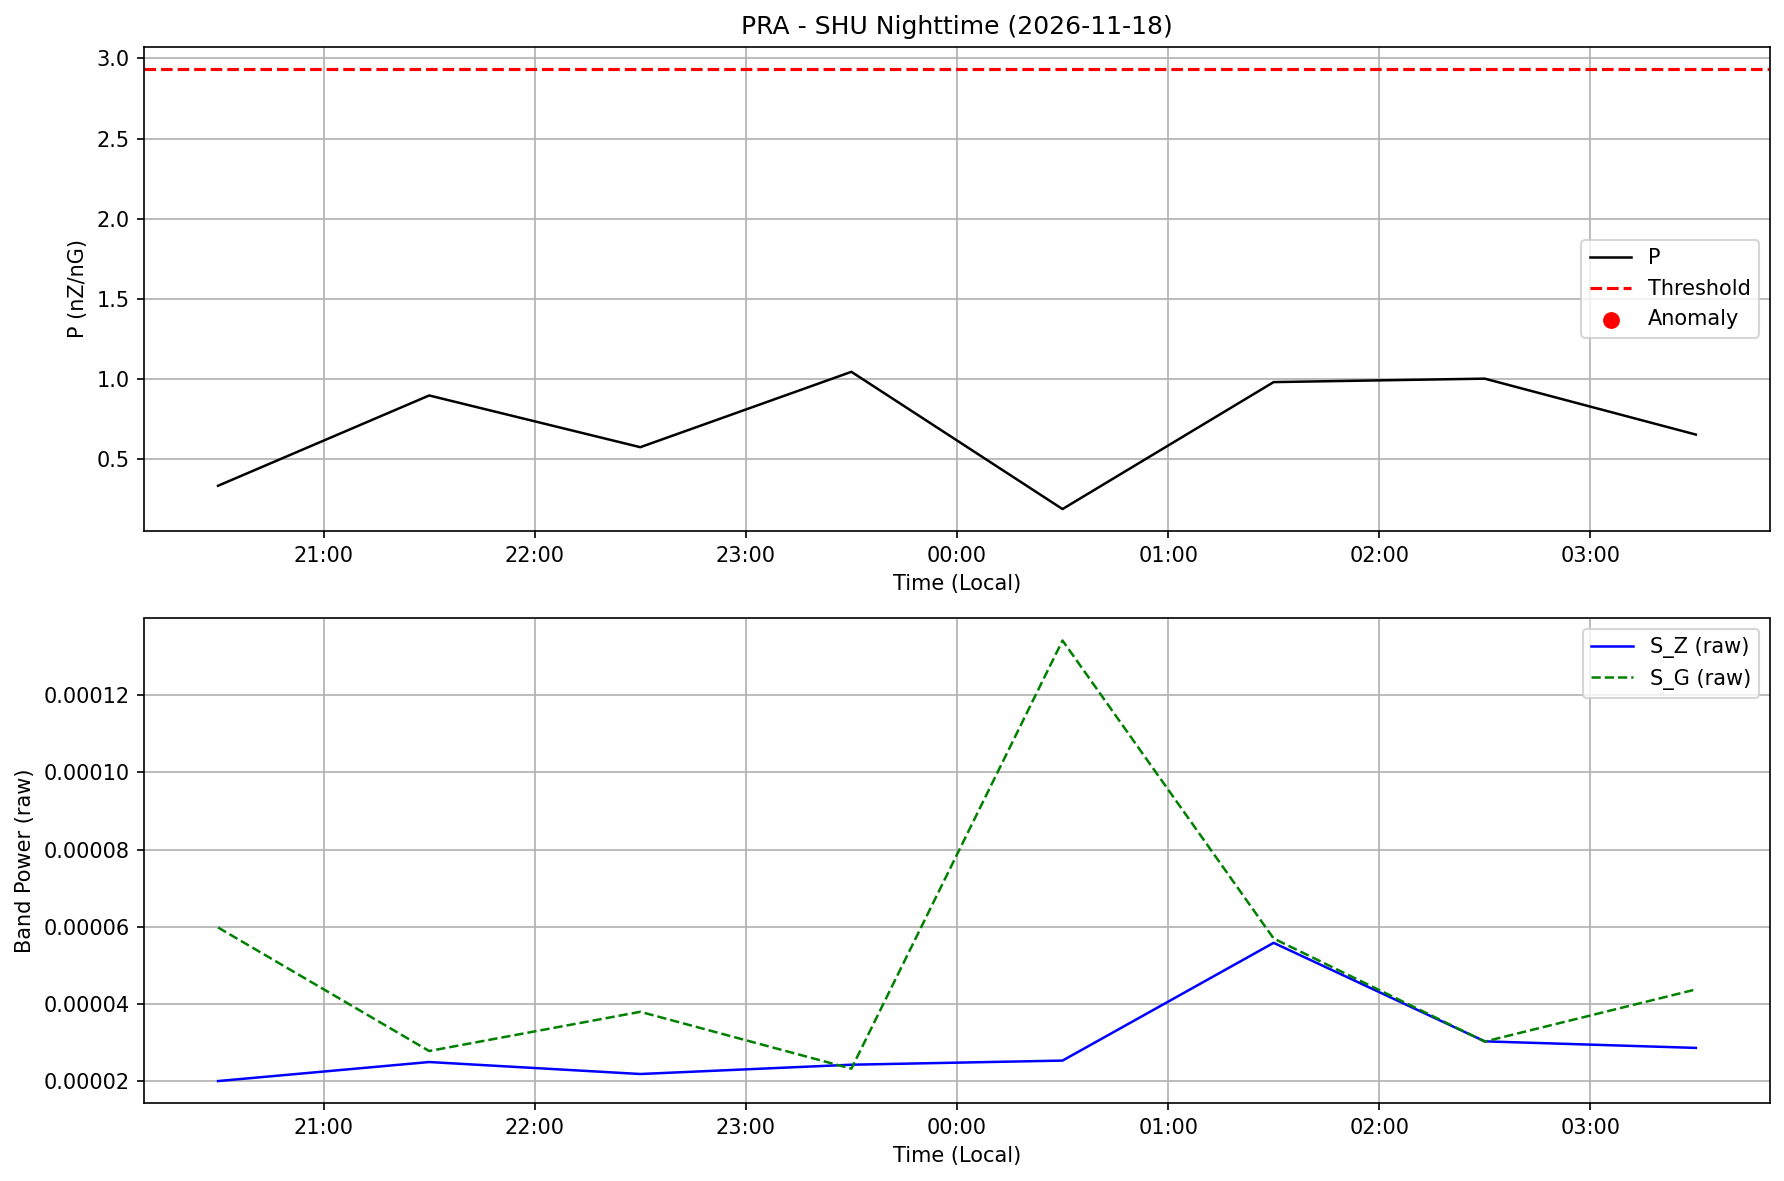 PRA - SHU Nighttime (2026-11-18)
3.0
2.5
2.0
1.5
1.0
0.5
P (nZ/nG)
P
Threshold
Anomaly
21:00 22:00 23:00 00:00 01:00 02:00 03:00
Time (Local)
0.00012
0.00010
0.00008
0.00006
0.00004
0.00002
Band Power (raw)
S_Z (raw)
S_G (raw)
21:00 22:00 23:00 00:00 01:00 02:00 03:00
Time (Local)